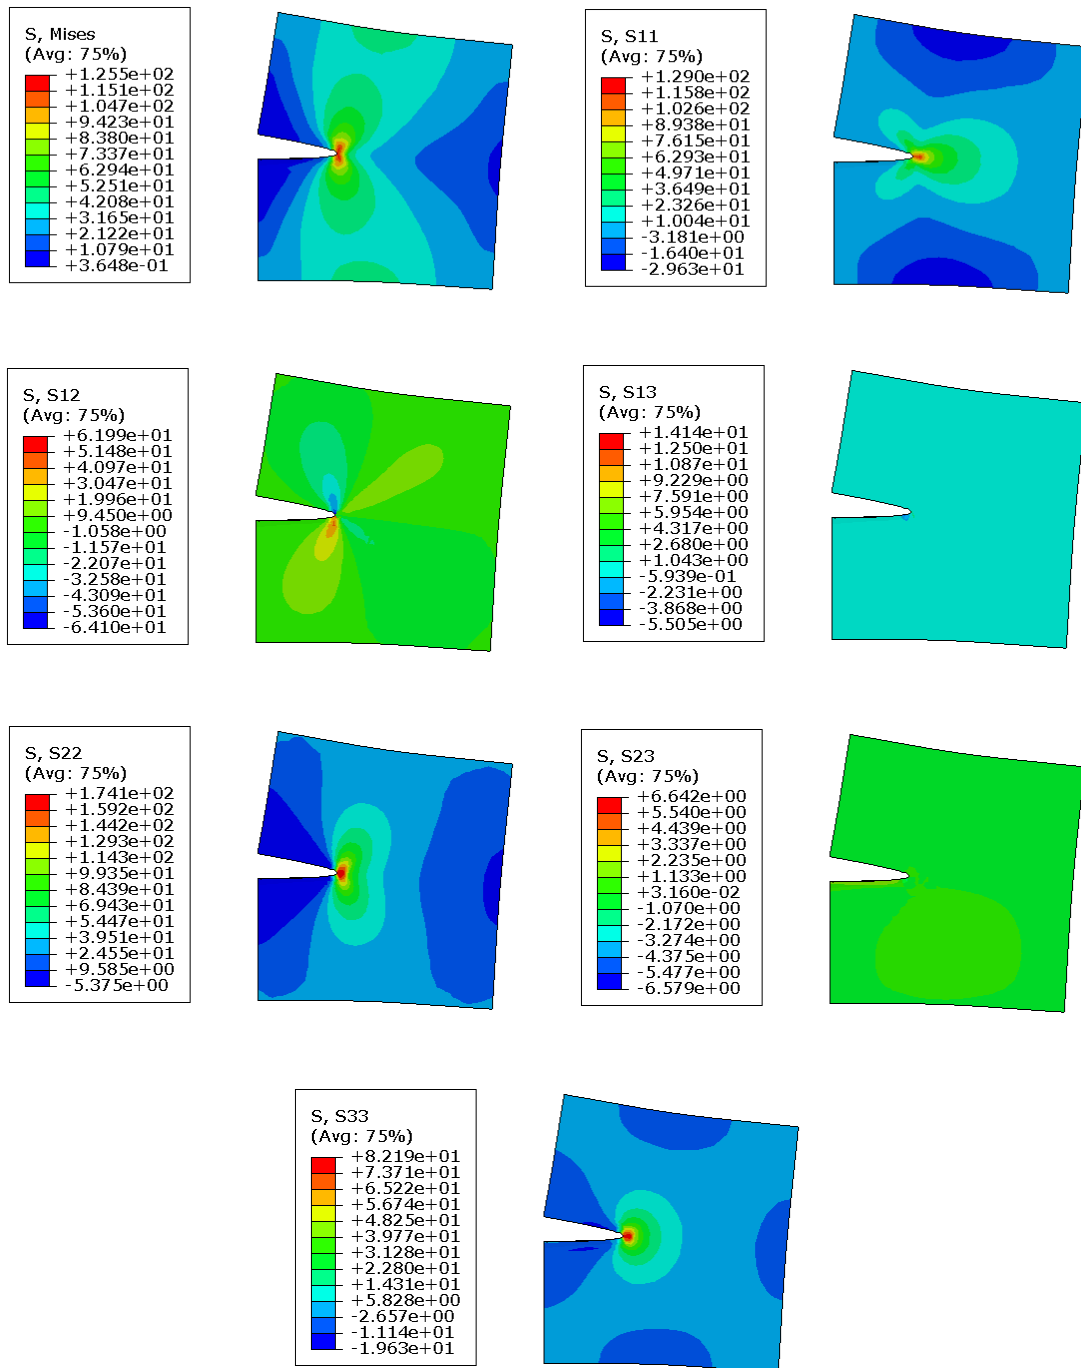 S, Mises
(Avg: 75%)
+1.255e+02
+1.151e+02
+1.047e+02
+9.423e+01
+8.380e+01
+7.337e+01
+6.294e+01
+5.251e+01
+4.208e+01
+3.165e+01
+2.122e+01
+1.079e+01
+3.648e-01
S, S11
(Avg: 75%)
+1.290e+02
+1.158e+02
+1.026e+02
+8.938e+01
+7.615e+01
+6.293e+01
+4.971e+01
+3.649e+01
+2.326e+01
+1.004e+01
-3.181e+00
-1.640e+01
-2.963e+01
S, S12
(Avg: 75%)
+6.199e+01
+5.148e+01
+4.097e+01
+3.047e+01
+1.996e+01
+9.450e+00
-1.058e+00
-1.157e+01
-2.207e+01
-3.258e+01
-4.309e+01
-5.360e+01
-6.410e+01
S, S13
(Avg: 75%)
+1.414e+01
+1.250e+01
+1.087e+01
+9.229e+00
+7.591e+00
+5.954e+00
+4.317e+00
+2.680e+00
+1.043e+00
-5.939e-01
-2.231e+00
-3.868e+00
-5.505e+00
S, S22
(Avg: 75%)
+1.741e+02
+1.592e+02
+1.442e+02
+1.293e+02
+1.143e+02
+9.935e+01
+8.439e+01
+6.943e+01
+5.447e+01
+3.951e+01
+2.455e+01
+9.585e+00
-5.375e+00
S, S23
(Avg: 75%)
+6.642e+00
+5.540e+00
+4.439e+00
+3.337e+00
+2.235e+00
+1.133e+00
+3.160e-02
-1.070e+00
-2.172e+00
-3.274e+00
-4.375e+00
-5.477e+00
-6.579e+00
S, S33
(Avg: 75%)
+8.219e+01
+7.371e+01
+6.522e+01
+5.674e+01
+4.825e+01
+3.977e+01
+3.128e+01
+2.280e+01
+1.431e+01
+5.828e+00
-2.657e+00
-1.114e+01
-1.963e+01